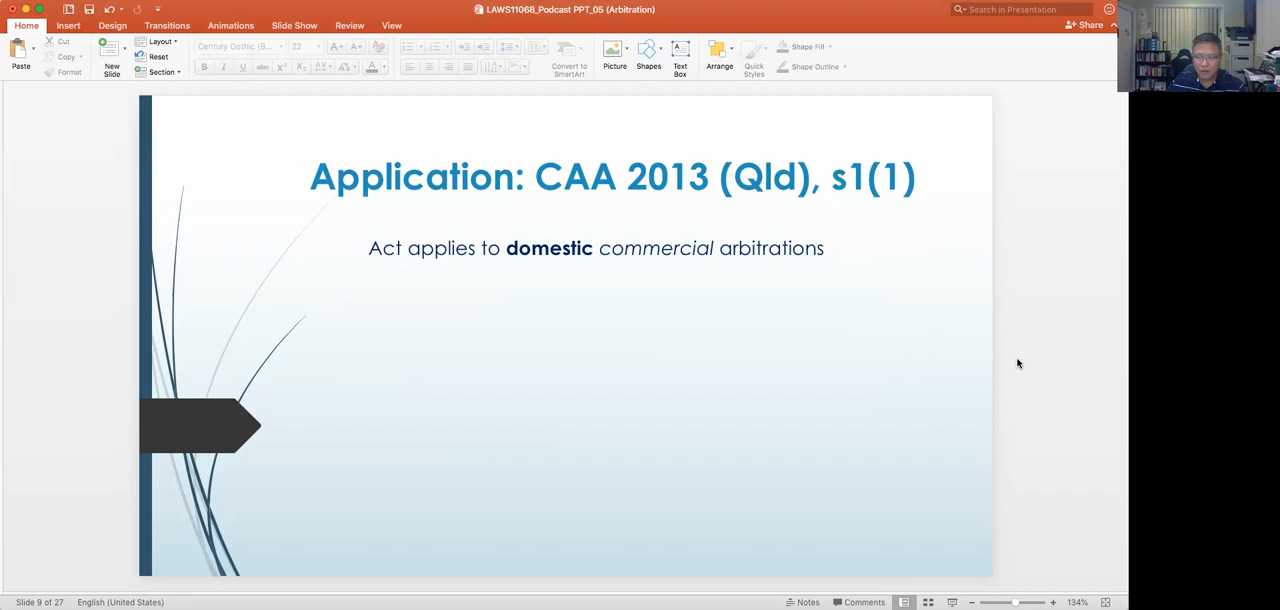 LAWS11068_Podcast PPT_05 (Arbitration)
Search in Presentation
Home Insert Design Transitions Animations Slide Show Review View
Share
Paste
Cut
Copy
Format
New
Slide
Layout
Reset
Section
Century Gothic (B... 22
Convert to
SmartArt
Picture
Shapes
Text
Box
Arrange
Quick
Styles
Shape Fill
Shape Outline
Application: CAA 2013 (Qld), s1(1)
Act applies to domestic commercial arbitrations
Slide 9 of 27 English (United States)
Notes Comments 134%